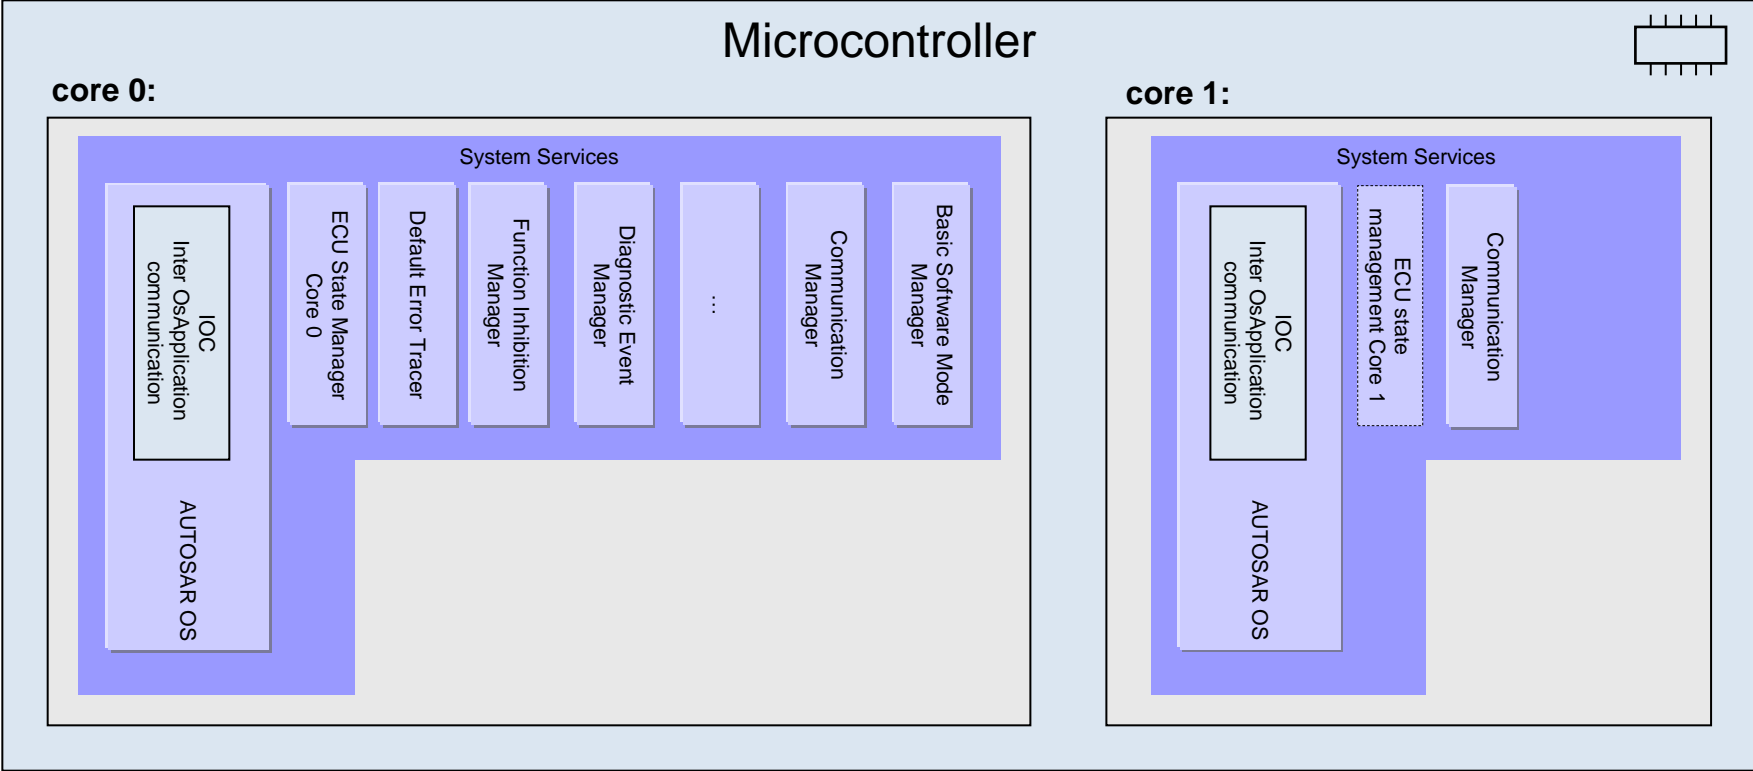 Microcontroller
core 0:
System Services
IOC
Inter OsApplication
communication
AUTOSAR OS
ECU State Manager
Core 0
Default Error Tracer
Function Inhibition
Manager
Diagnostic Event
Manager
...
Communication
Manager
Basic Software Mode
Manager
core 1:
System Services
IOC
Inter OsApplication
communication
AUTOSAR OS
ECU state
management Core 1
Communication
Manager